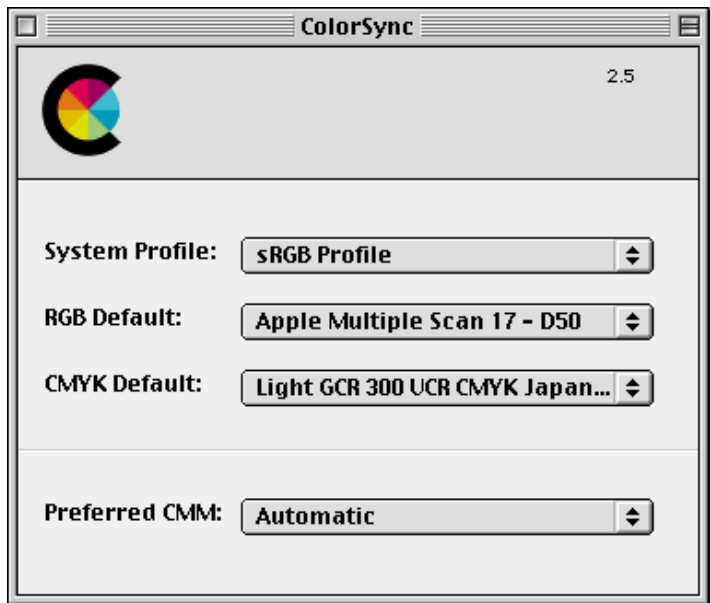 ColorSync
2.5
System Profile: sRGB Profile
RGB Default: Apple Multiple Scan 17 - D50
CMYK Default: Light GCR 300 UCR CMYK Japan...
Preferred CMM: Automatic